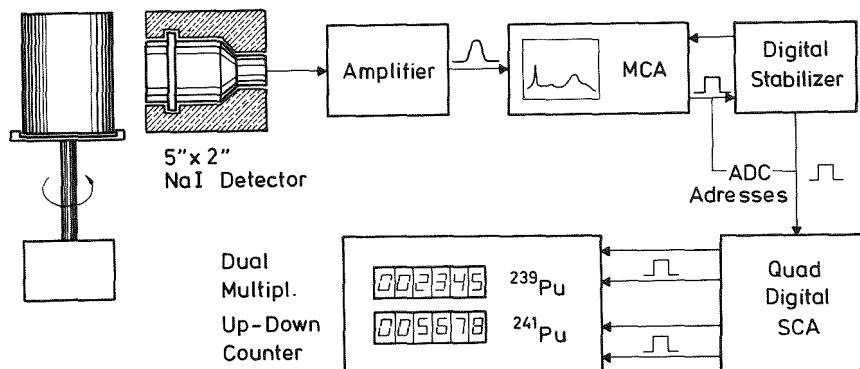 5"x 2"
NaI Detector
Amplifier
MCA
Digital
Stabilizer
ADC
Adresses
Dual
Multipl.
Up-Down
Counter
002345 239Pu
005678 241Pu
Quad
Digital
SCA